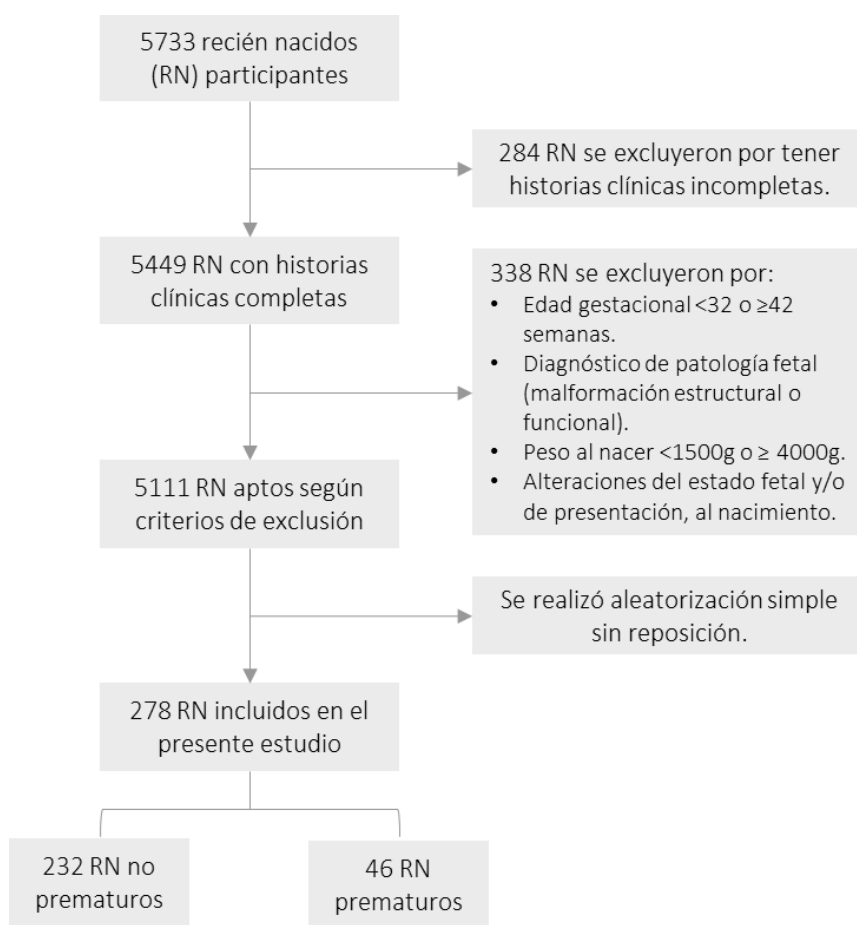 5733 recién nacidos
(RN) participantes
284 RN se excluyeron por tener
historias clínicas incompletas.
5449 RN con historias
clínicas completas
338 RN se excluyeron por:
• Edad gestacional <32 o ≥42
semanas.
• Diagnóstico de patología fetal
(malformación estructural o
funcional).
• Peso al nacer <1500g o ≥ 4000g.
• Alteraciones del estado fetal y/o
de presentación, al nacimiento.
5111 RN aptos según
criterios de exclusión
Se realizó aleatorización simple
sin reposición.
278 RN incluidos en el
presente estudio
232 RN no
prematuros
46 RN
prematuros